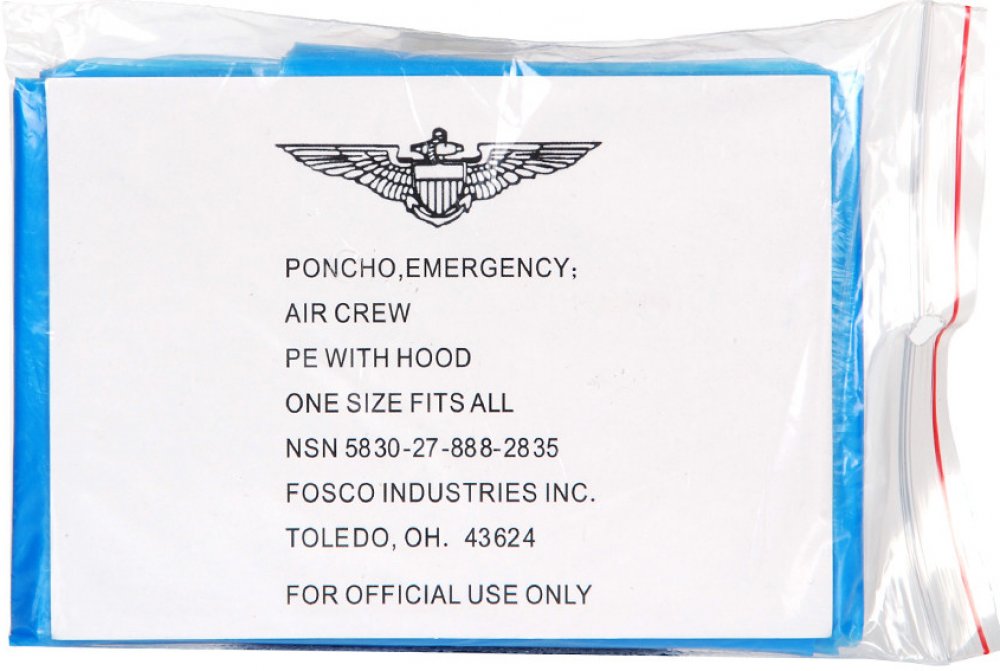 PONCHO,EMERGENCY;
AIR CREW
PE WITH HOOD
ONE SIZE FITS ALL
NSN 5830-27-888-2835
FOSCO INDUSTRIES INC.
TOLEDO, OH. 43624
FOR OFFICIAL USE ONLY